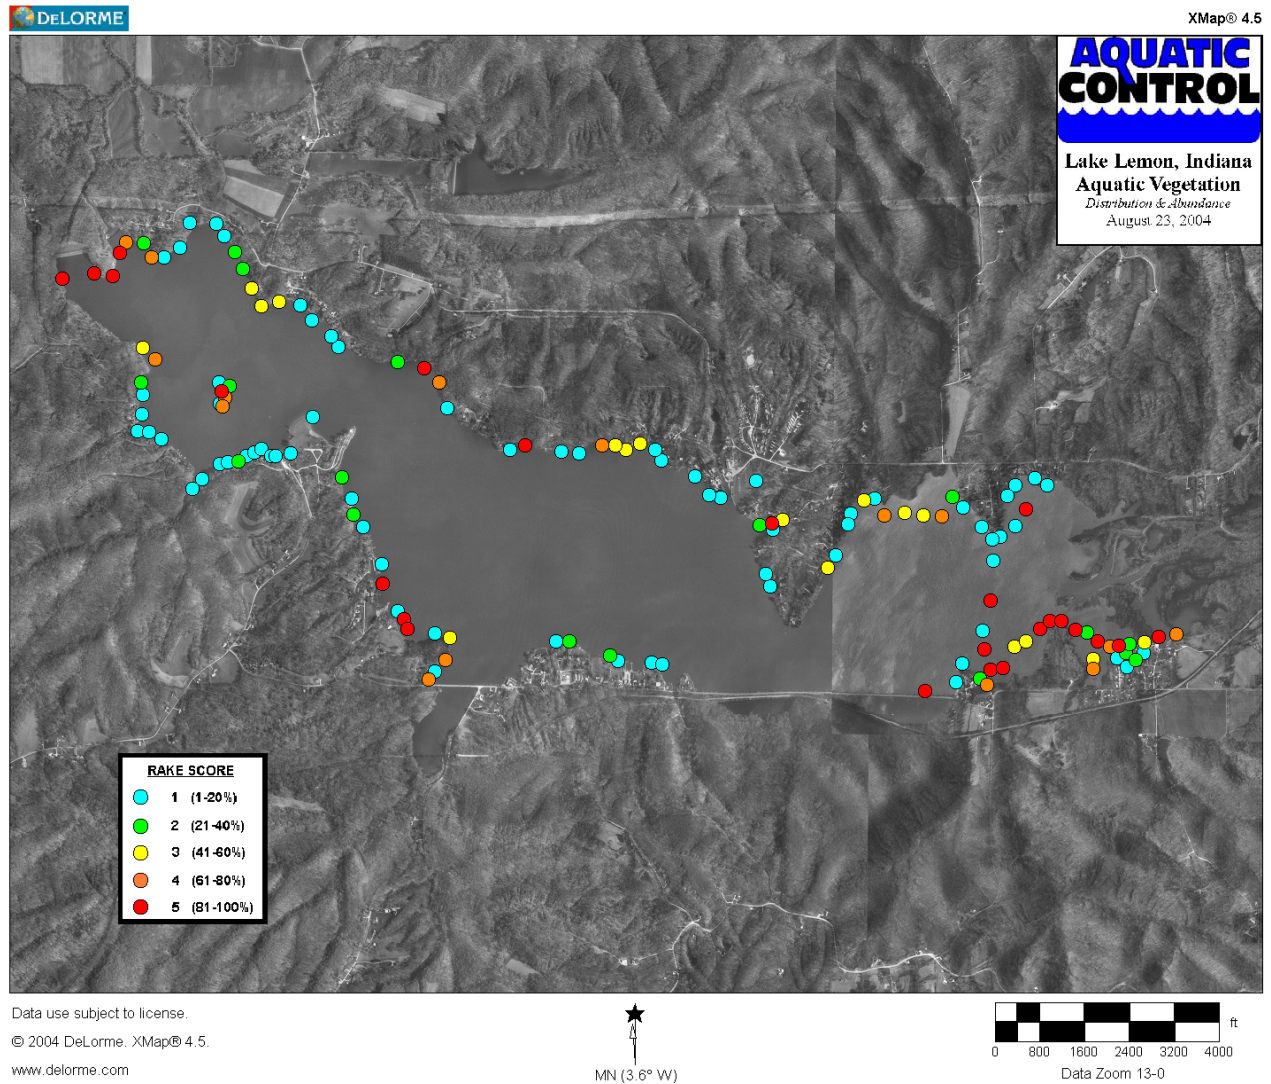 DELORME
XMap® 4.5
AQUATIC
CONTROL
Lake Lemon, Indiana
Aquatic Vegetation
Distribution & Abundance
August 23, 2004
RAKE SCORE
1 (1-20%)
2 (21-40%)
3 (41-60%)
4 (61-80%)
5 (81-100%)
Data use subject to license.
© 2004 DeLorme. XMap® 4.5.
www.delorme.com
MN (3.6° W)
ft
0 800 1600 2400 3200 4000
Data Zoom 13-0